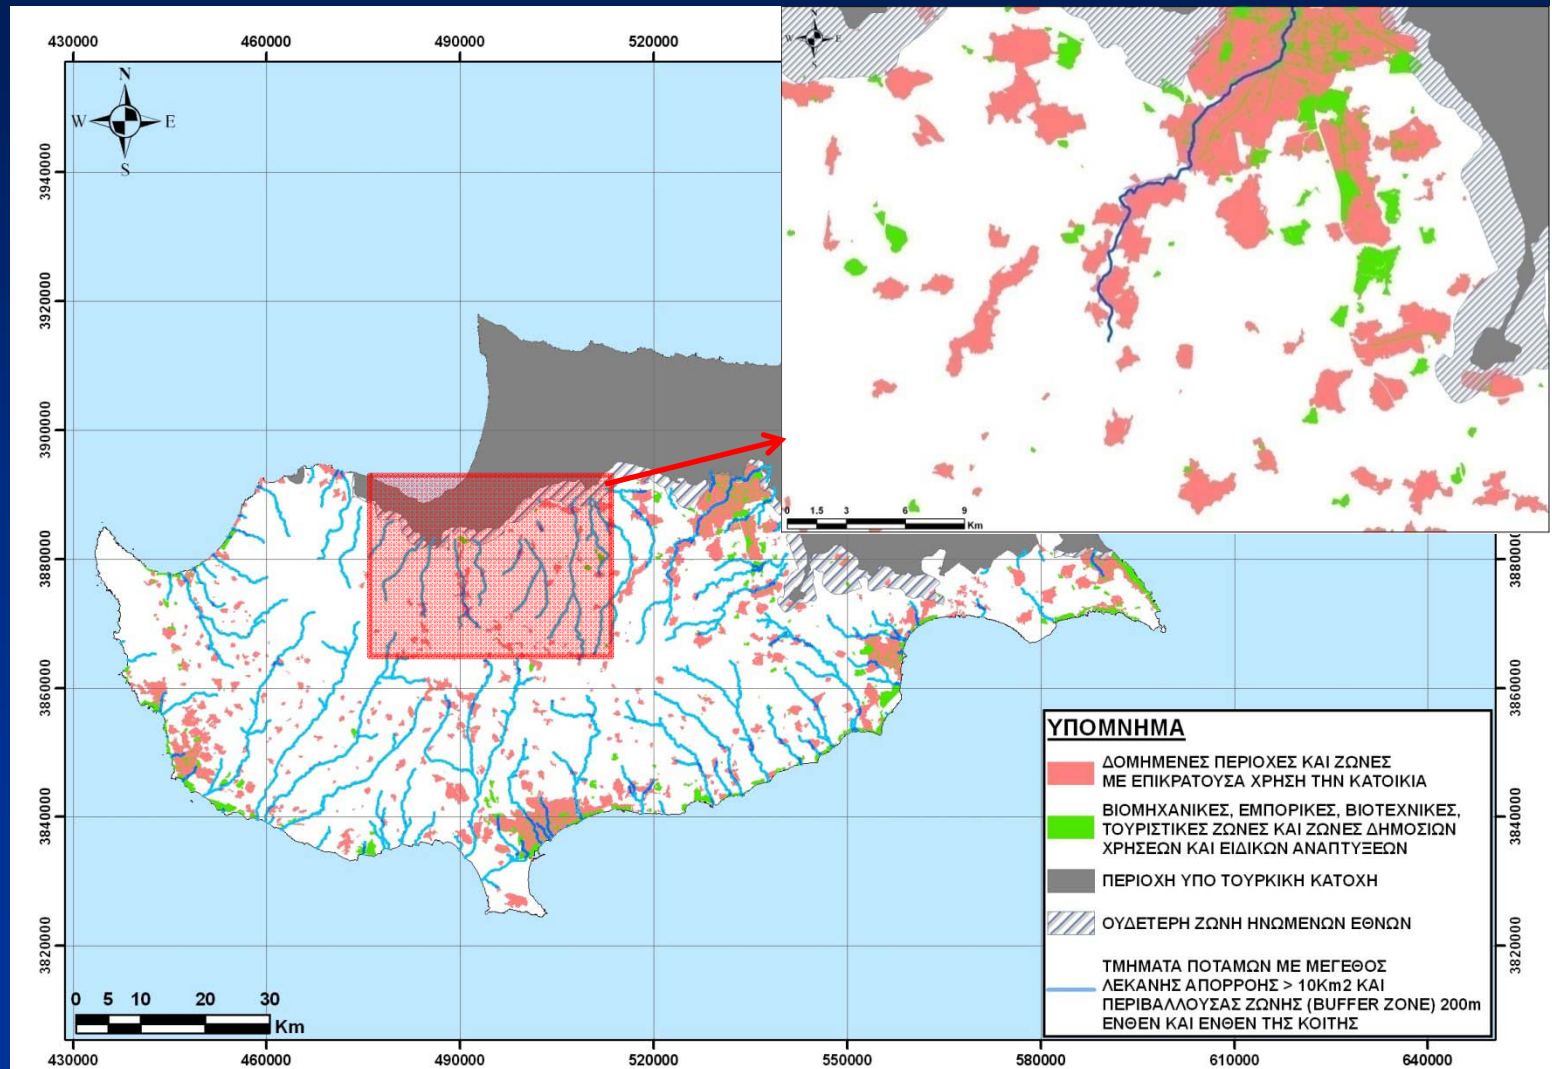 430000 460000 490000 520000
N
W E
S
N
W E
S
0 1.5 3 6 9
Km
3940000
3920000
3900000
3880000
3860000
3840000
3820000
3880000
3860000
3840000
3820000
ΥΠΟΜΝΗΜΑ
ΔΟΜΗΜΕΝΕΣ ΠΕΡΙΟΧΕΣ ΚΑΙ ΖΩΝΕΣ
ΜΕ ΕΠΙΚΡΑΤΟΥΣΑ ΧΡΗΣΗ ΤΗΝ ΚΑΤΟΙΚΙΑ
ΒΙΟΜΗΧΑΝΙΚΕΣ, ΕΜΠΟΡΙΚΕΣ, ΒΙΟΤΕΧΝΙΚΕΣ,
ΤΟΥΡΙΣΤΙΚΕΣ ΖΩΝΕΣ ΚΑΙ ΖΩΝΕΣ ΔΗΜΟΣΙΩΝ
ΧΡΗΣΕΩΝ ΚΑΙ ΕΙΔΙΚΩΝ ΑΝΑΠΤΥΞΕΩΝ
ΠΕΡΙΟΧΗ ΥΠΟ ΤΟΥΡΚΙΚΗ ΚΑΤΟΧΗ
ΟΥΔΕΤΕΡΗ ΖΩΝΗ ΗΝΩΜΕΝΩΝ ΕΘΝΩΝ
ΤΜΗΜΑΤΑ ΠΟΤΑΜΩΝ ΜΕ ΜΕΓΕΘΟΣ
ΛΕΚΑΝΗΣ ΑΠΟΡΡΟΗΣ > 10Km2 ΚΑΙ
ΠΕΡΙΒΑΛΛΟΥΣΑΣ ΖΩΝΗΣ (BUFFER ZONE) 200m
ΕΝΘΕΝ ΚΑΙ ΕΝΘΕΝ ΤΗΣ ΚΟΙΤΗΣ
0 5 10 20 30
Km
430000 460000 490000 520000 550000 580000 610000 640000